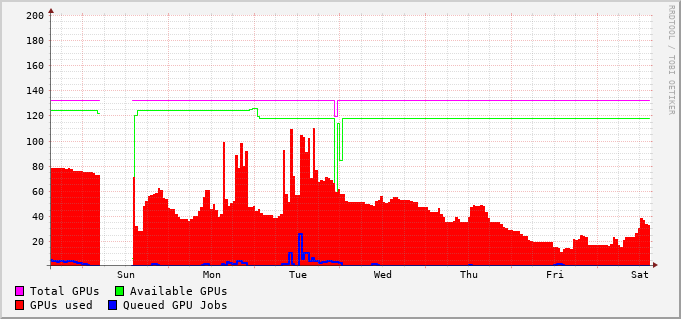 200
180
160
140
120
100
80
60
40
20
Sun Mon Tue Wed Thu Fri Sat
Total GPUs Available GPUs
GPUs used Queued GPU Jobs
RRDTOOL / TOBI OETIKER